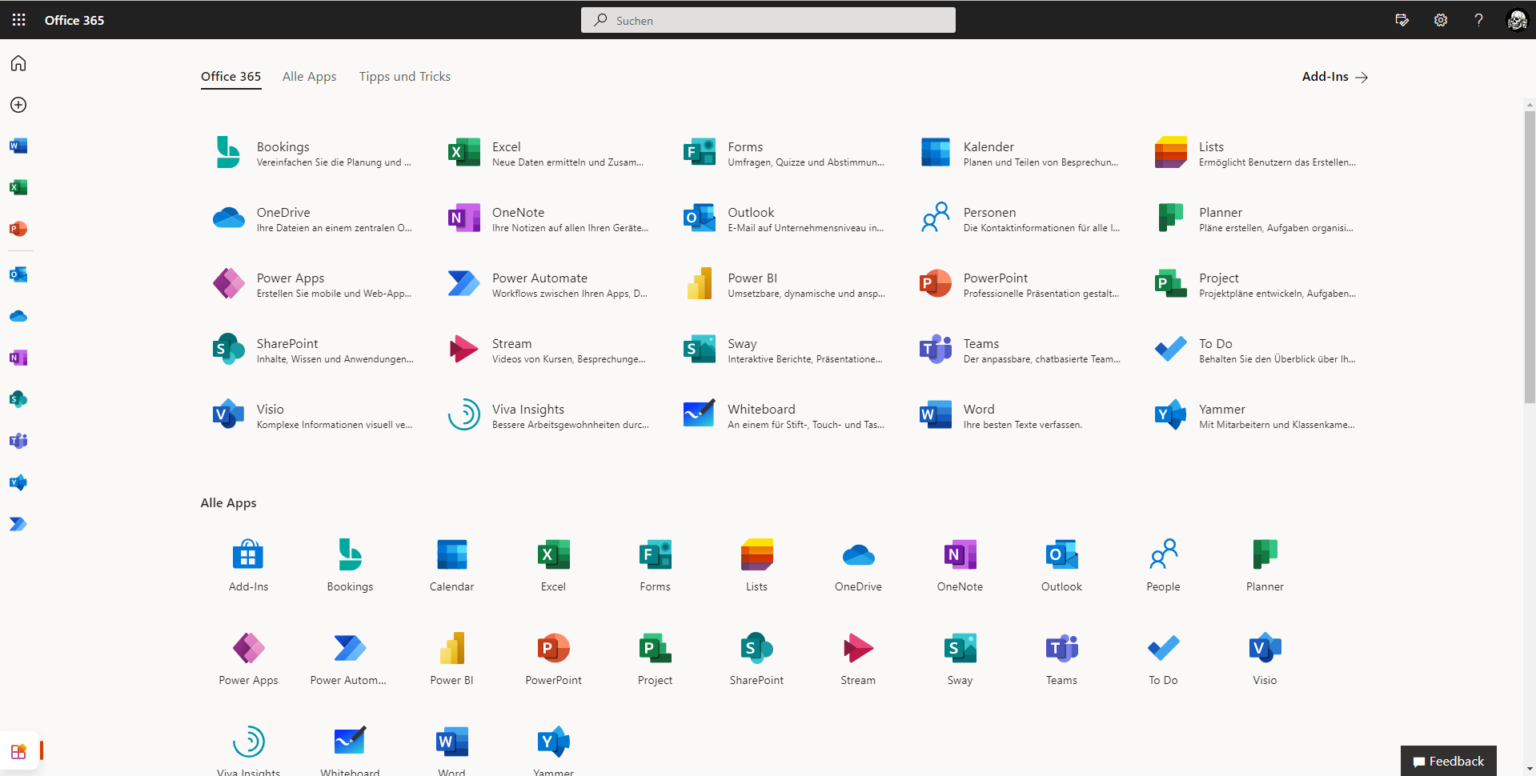 Office 365
Suchen
Office 365 Alle Apps Tipps und Tricks Add-Ins
Bookings
Vereinfachen Sie die Planung und ...
Excel
Neue Daten ermitteln und Zusam...
Forms
Umfragen, Quizze und Abstimmun...
Kalender
Planen und Teilen von Besprechun...
Lists
Ermöglicht Benutzern das Erstellen...
OneDrive
Ihre Dateien an einem zentralen O...
OneNote
Ihre Notizen auf allen Ihren Geräte...
Outlook
E-Mail auf Unternehmensniveau in...
Personen
Die Kontaktinformationen für alle I...
Planner
Pläne erstellen, Aufgaben organisi...
Power Apps
Erstellen Sie mobile und Web-App...
Power Automate
Workflows zwischen Ihren Apps, D...
Power BI
Umsetzbare, dynamische und ansp...
PowerPoint
Professionelle Präsentation gestalt...
Project
Projektpläne entwickeln, Aufgaben...
SharePoint
Inhalte, Wissen und Anwendungen...
Stream
Videos von Kursen, Besprechunge...
Sway
Interaktive Berichte, Präsentatione...
Teams
Der anpassbare, chatbasierte Team...
To Do
Behalten Sie den Überblick über Ih...
Visio
Komplexe Informationen visuell ve...
Viva Insights
Bessere Arbeitsgewohnheiten durc...
Whiteboard
An einem für Stift-, Touch- und Tas...
Word
Ihre besten Texte verfassen.
Yammer
Mit Mitarbeitern und Klassenkame...
Alle Apps
Add-Ins Bookings Calendar Excel Forms Lists OneDrive OneNote Outlook People Planner
Power Apps Power Autom... Power BI PowerPoint Project SharePoint Stream Sway Teams To Do Visio
Viva Insights Whiteboard Word Yammer
Feedback